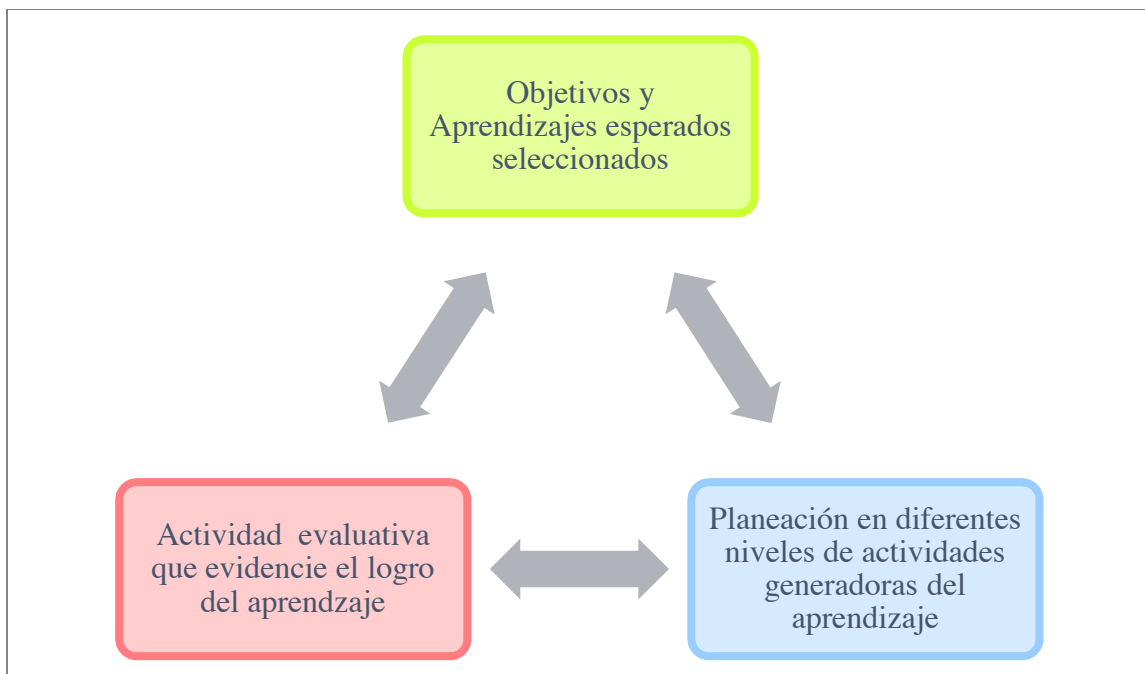 Objetivos y
Aprendizajes esperados
seleccionados
Actividad evaluativa
que evidencie el logro
del aprendzaje
Planeación en diferentes
niveles de actividades
generadoras del
aprendizaje